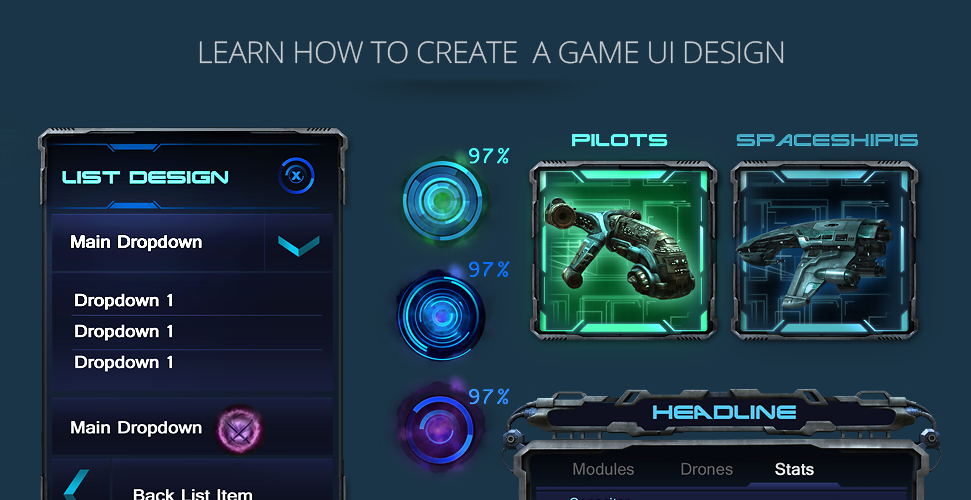 LEARN HOW TO CREATE A GAME UI DESIGN
LIST DESIGN
X
Main Dropdown
Dropdown 1
Dropdown 1
Dropdown 1
Main Dropdown
Back List Item
97%
97%
97%
PILOTS
SPACESHIPIS
HEADLINE
Modules Drones Stats